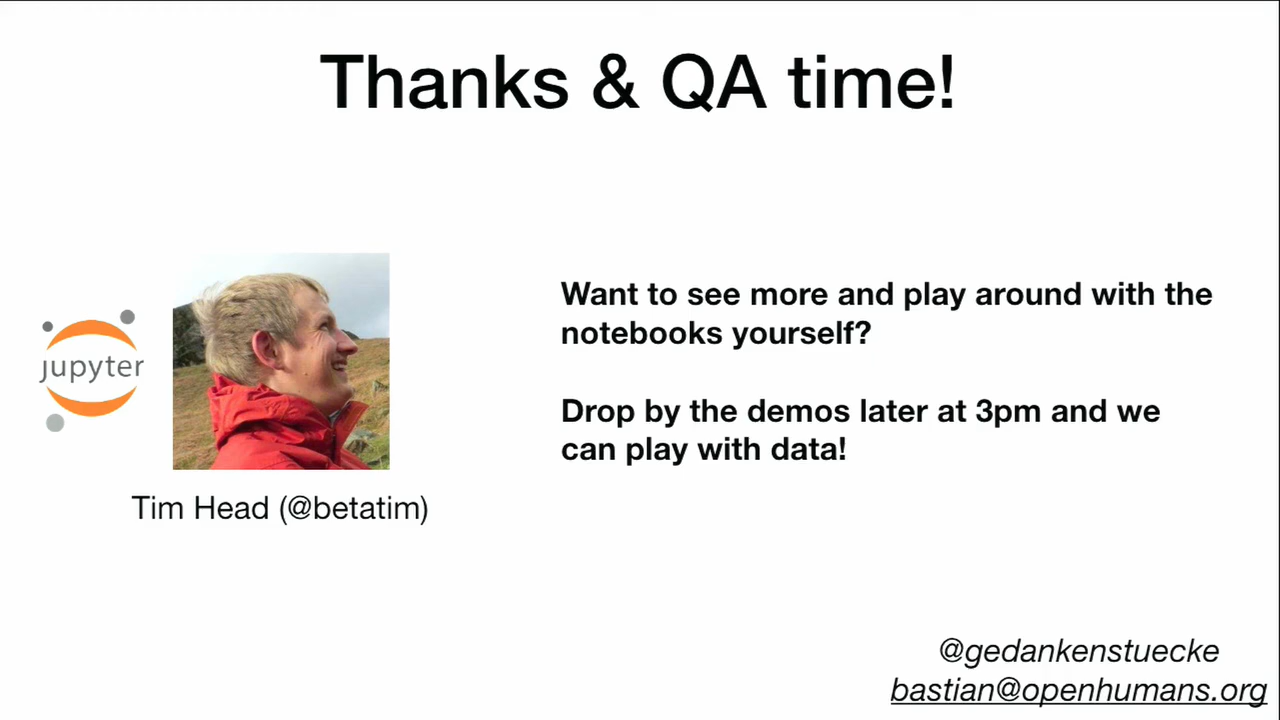 Thanks & QA time!
Want to see more and play around with the
notebooks yourself?
Drop by the demos later at 3pm and we
can play with data!
jupyter
Tim Head (@betatim)
@gedankenstuecke
bastian@openhumans.org